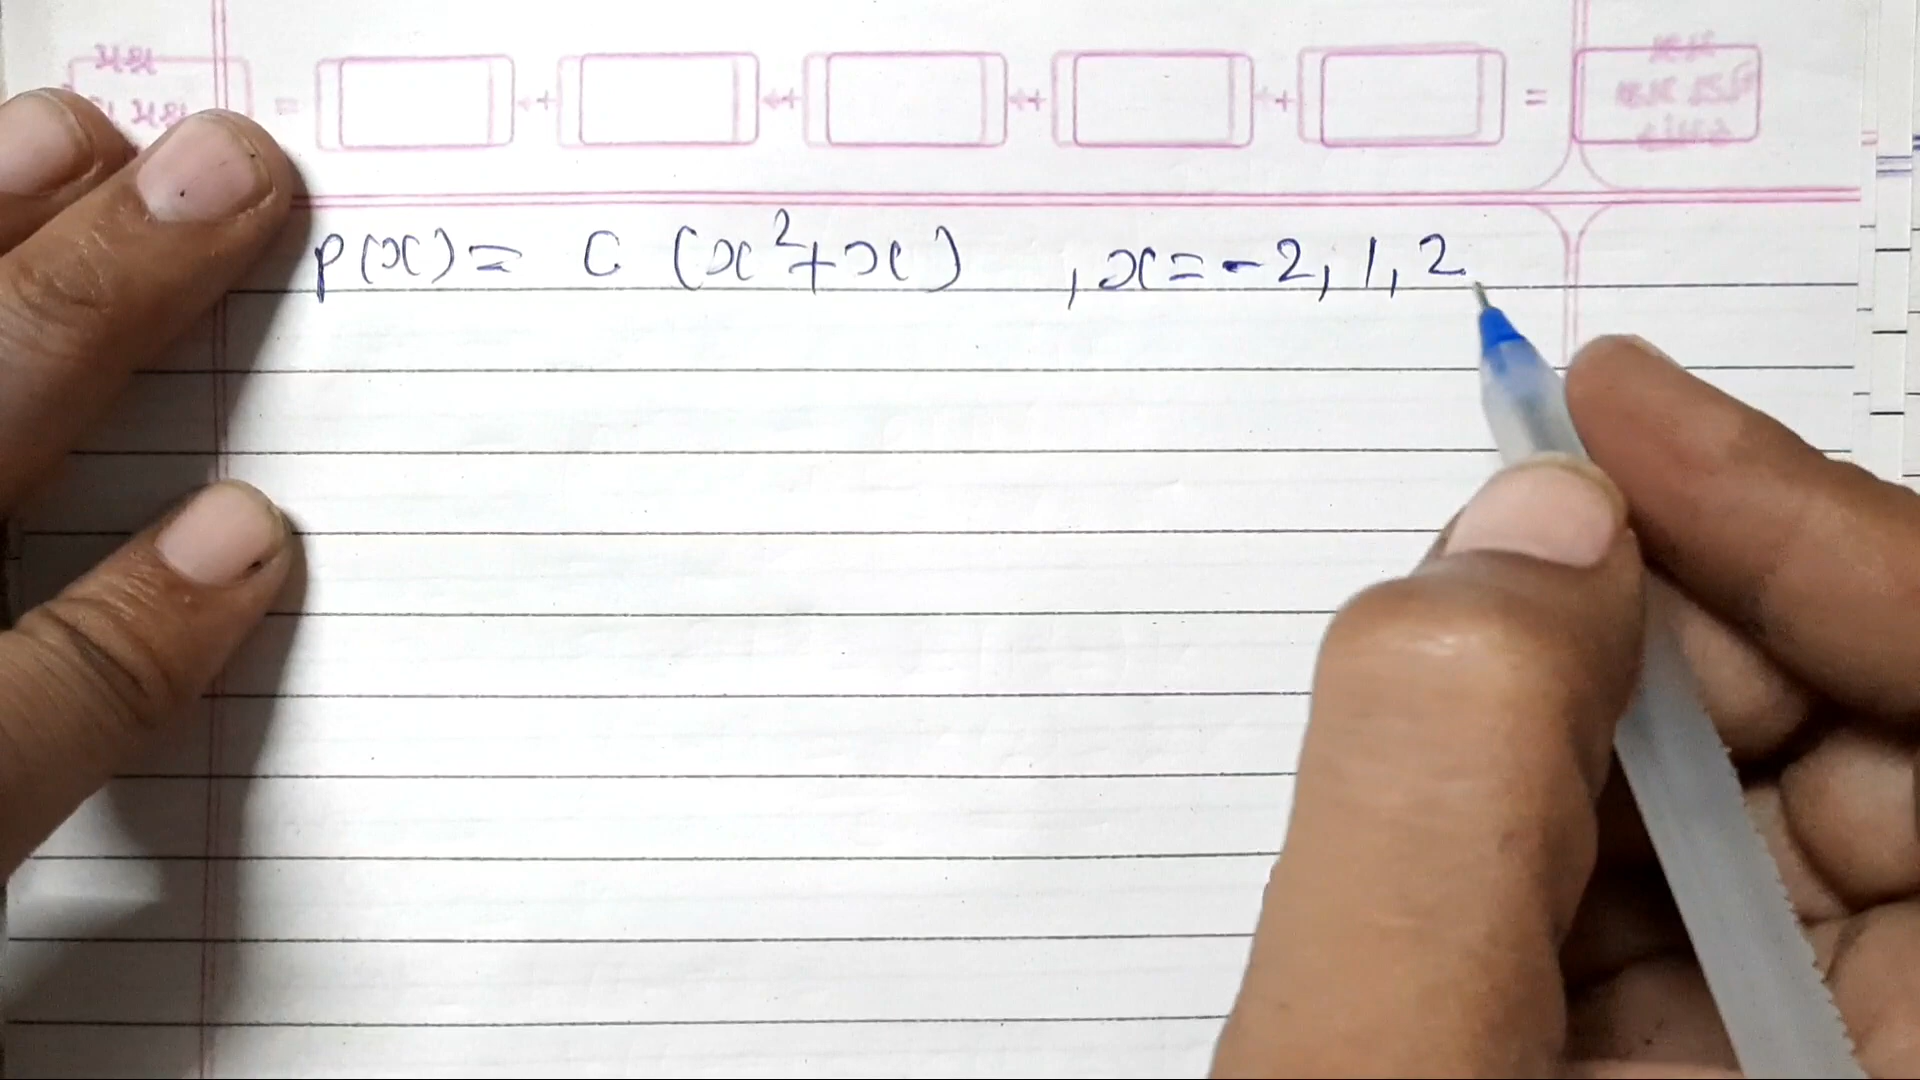 P(x) = C (x²+x) , x = -2, 1, 2